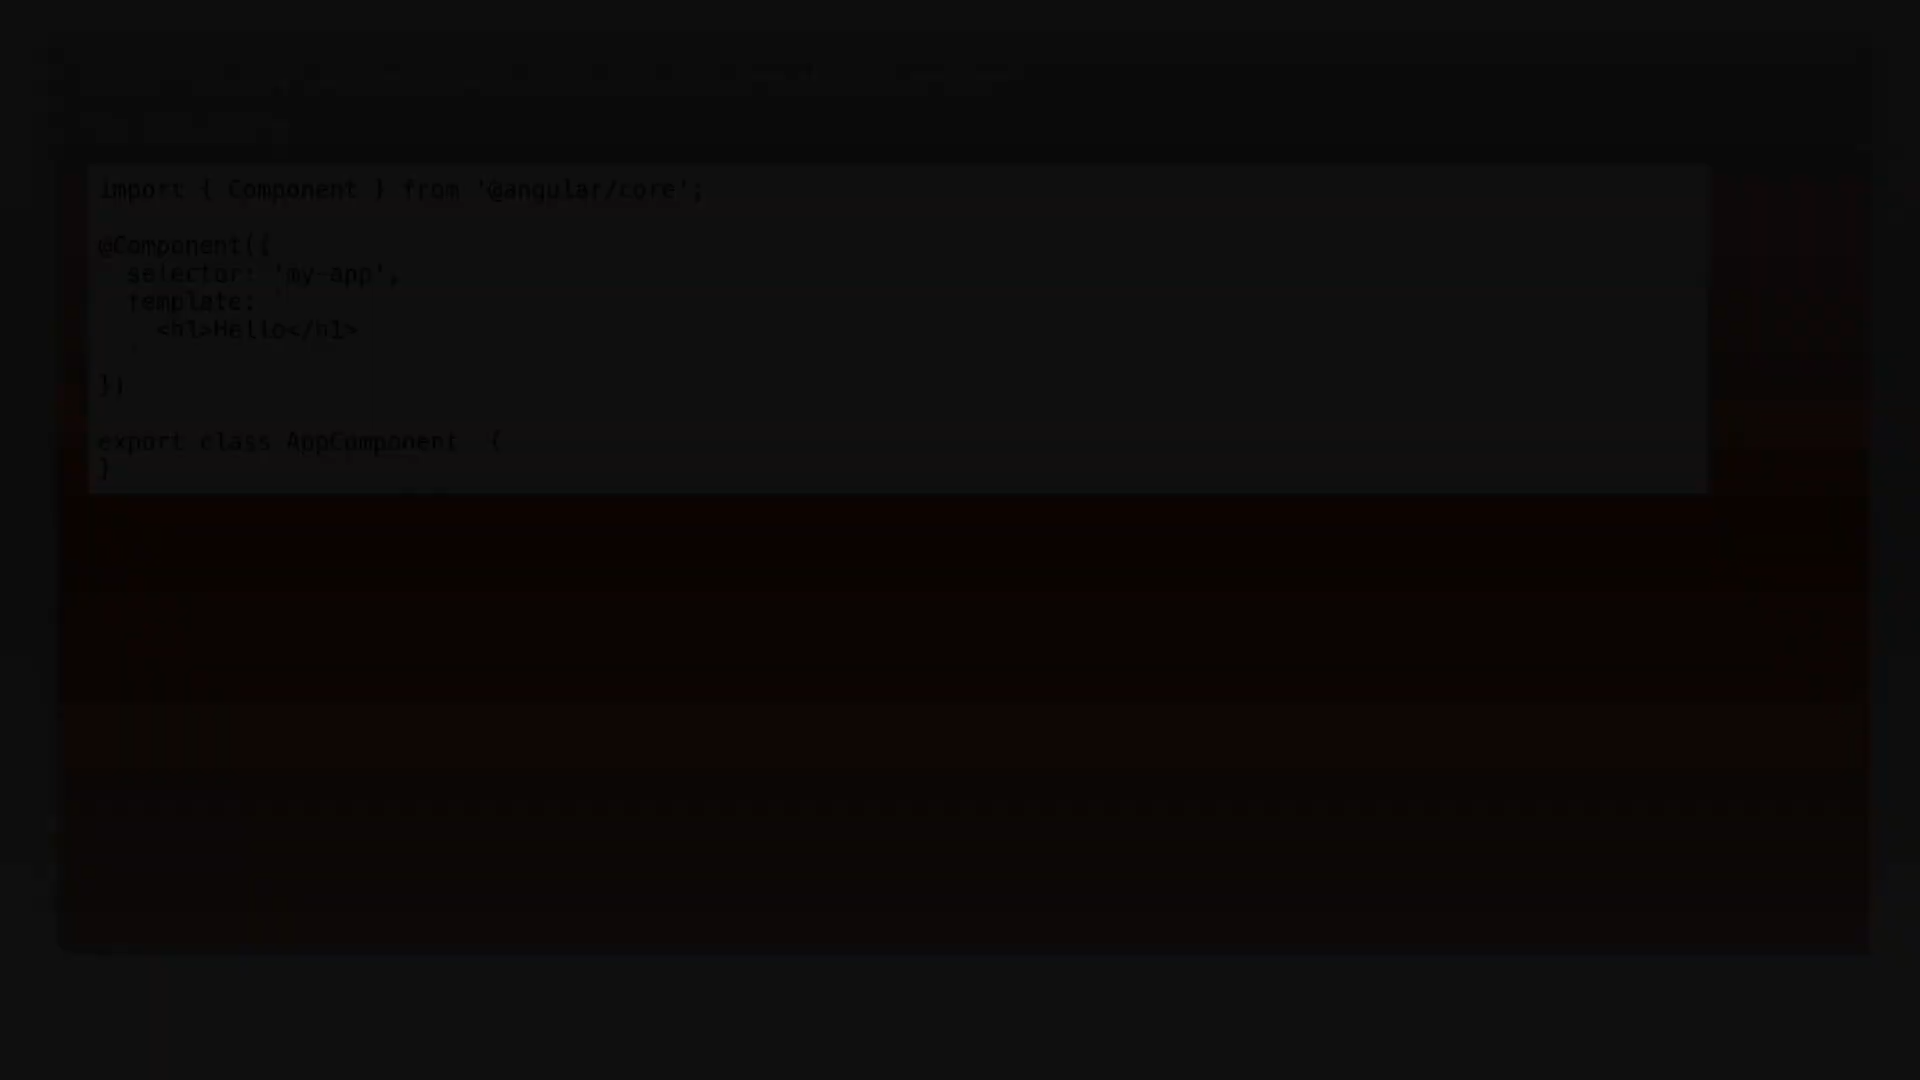 import { Component } from '@angular/core';
@Component({
selector: 'my-app',
template: `
<h1>Hello</h1>
`
})
export class AppComponent {
}